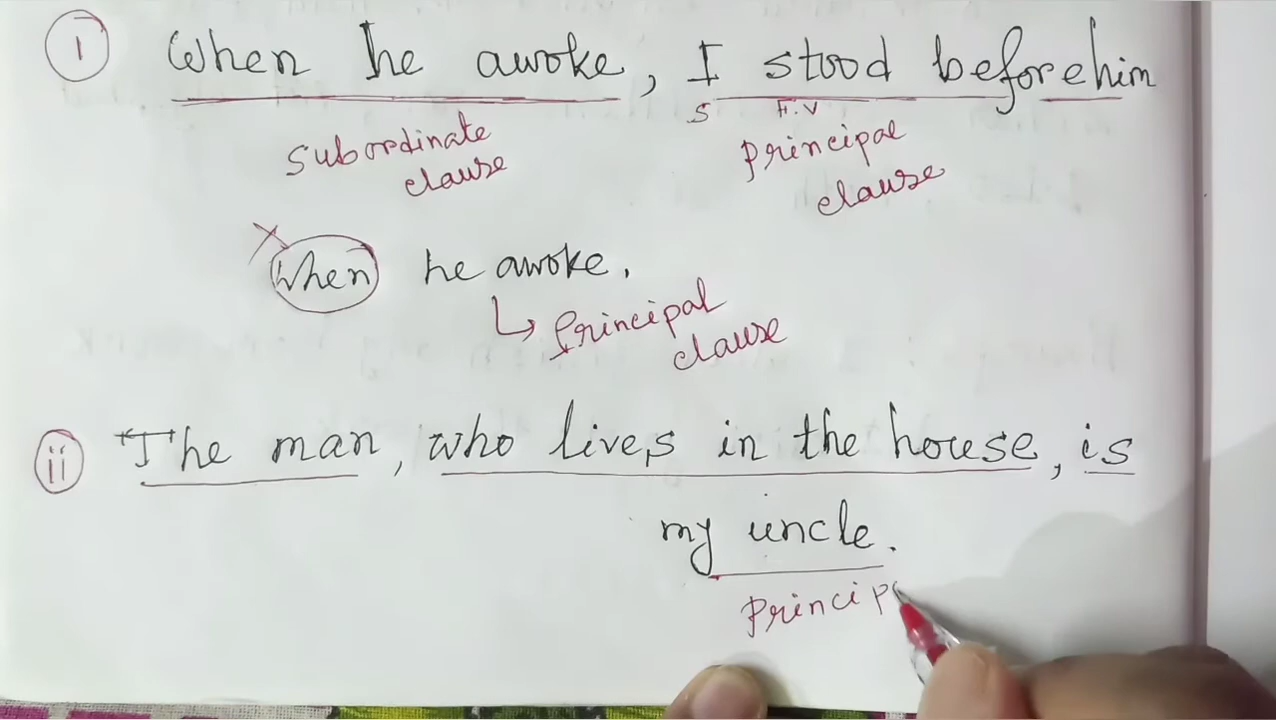 i When he awoke, I stood before him
S F.V
subordinate clause principal clause
X When he awoke.
↳ principal clause
ii The man, who lives in the house, is
my uncle.
princip